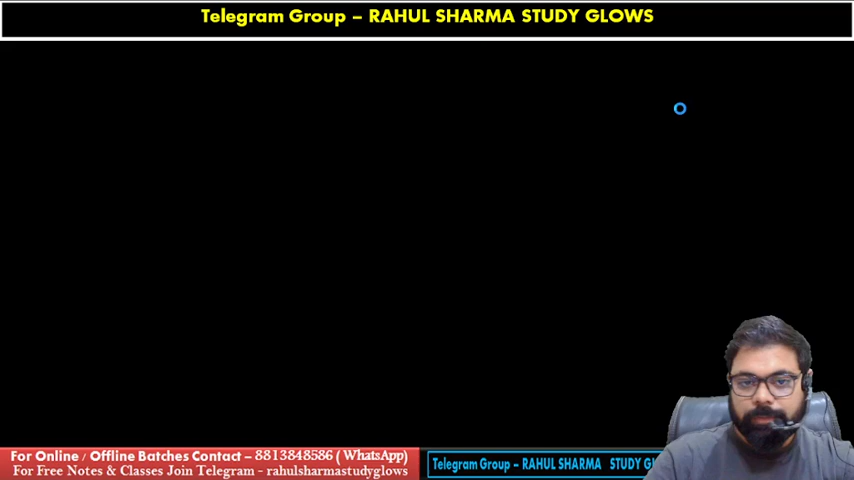 Telegram Group – RAHUL SHARMA STUDY GLOWS
For Online / Offline Batches Contact – 8813848586 ( WhatsApp)
For Free Notes & Classes Join Telegram - rahulsharmastudyglows
Telegram Group – RAHUL SHARMA STUDY